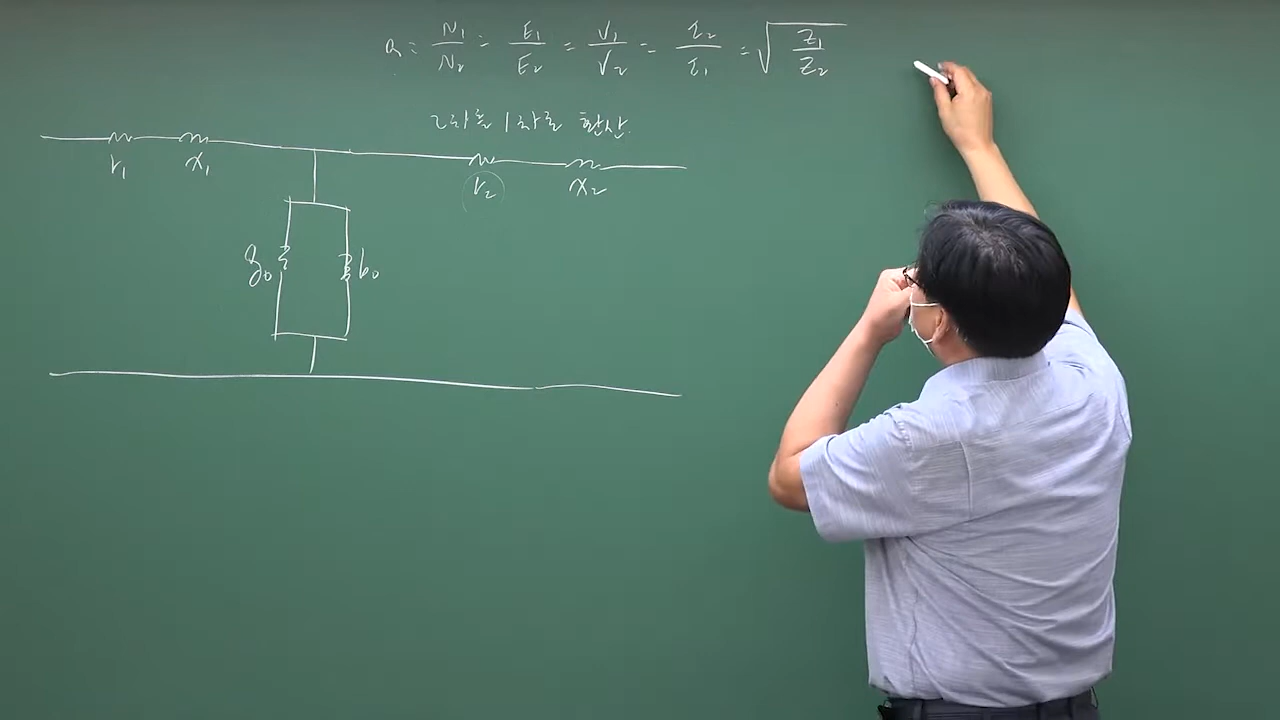 a = N₁/N₂ = E₁/E₂ = V₁/V₂ = I₂/I₁ = √(Z₁/Z₂)
2차를 1차로 환산.
r₁ x₁ r₂ x₂
g₀ b₀